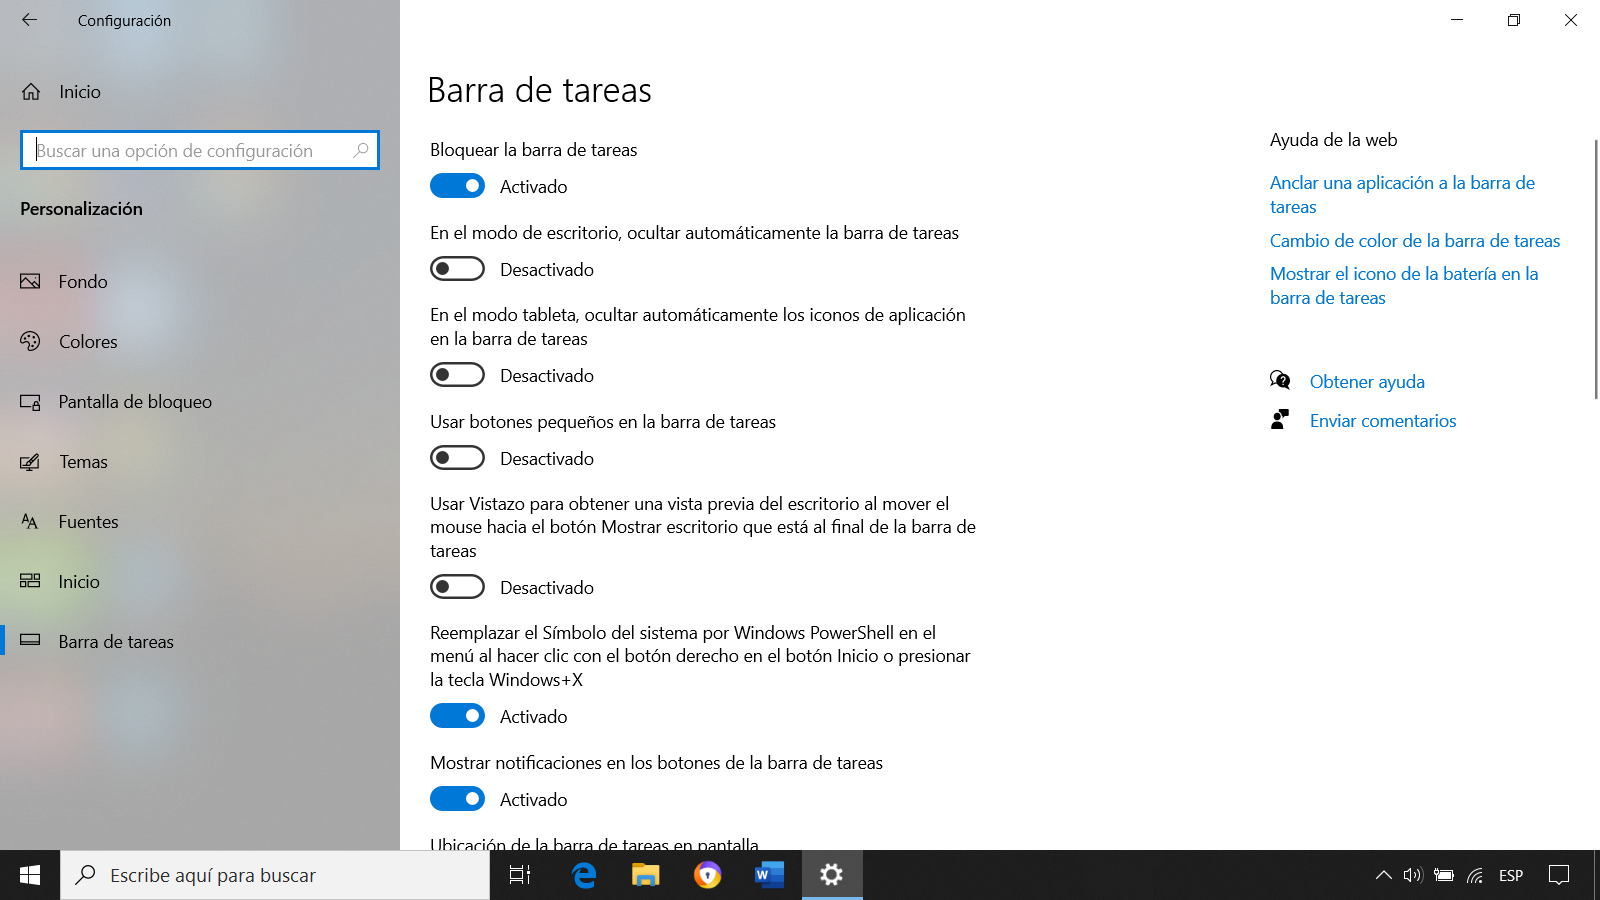 Configuración
Inicio
Buscar una opción de configuración
Personalización
Fondo
Colores
Pantalla de bloqueo
Temas
Fuentes
Inicio
Barra de tareas
Barra de tareas
Bloquear la barra de tareas
Activado
En el modo de escritorio, ocultar automáticamente la barra de tareas
Desactivado
En el modo tableta, ocultar automáticamente los iconos de aplicación
en la barra de tareas
Desactivado
Usar botones pequeños en la barra de tareas
Desactivado
Usar Vistazo para obtener una vista previa del escritorio al mover el
mouse hacia el botón Mostrar escritorio que está al final de la barra de
tareas
Desactivado
Reemplazar el Símbolo del sistema por Windows PowerShell en el
menú al hacer clic con el botón derecho en el botón Inicio o presionar
la tecla Windows+X
Activado
Mostrar notificaciones en los botones de la barra de tareas
Activado
Ubicación de la barra de tareas en pantalla
Ayuda de la web
Anclar una aplicación a la barra de
tareas
Cambio de color de la barra de tareas
Mostrar el icono de la batería en la
barra de tareas
Obtener ayuda
Enviar comentarios
Escribe aquí para buscar
ESP